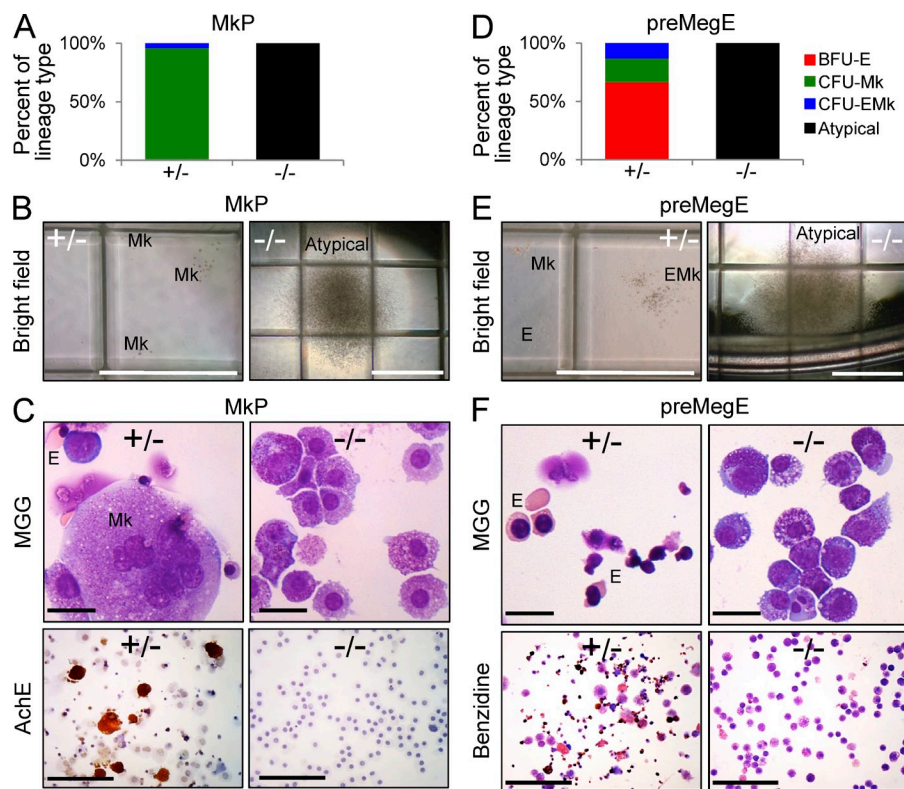 A
MkP
Percent of
lineage type
100%
50%
0%
+/-
-/-
D
preMegE
Percent of
lineage type
100%
50%
0%
+/-
-/-
BFU-E
CFU-Mk
CFU-EMk
Atypical
B
MkP
Bright field
+/-
Mk
Mk
Mk
-/-
Atypical
E
preMegE
Bright field
+/-
Mk
EMk
E
Atypical
-/-
C
MkP
MGG
+/-
E
Mk
-/-
AchE
+/-
-/-
F
preMegE
MGG
+/-
E
E
-/-
Benzidine
+/-
-/-